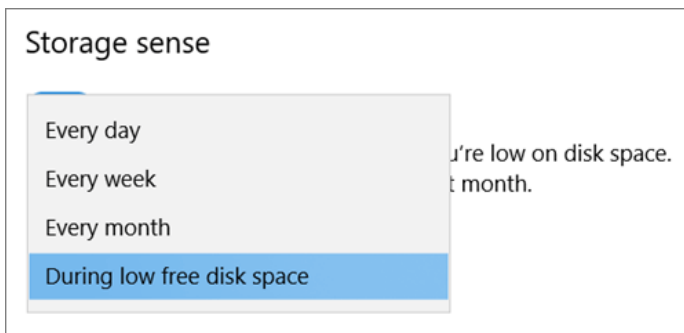 Storage sense
Every day
u're low on disk space.
Every week
t month.
Every month
During low free disk space